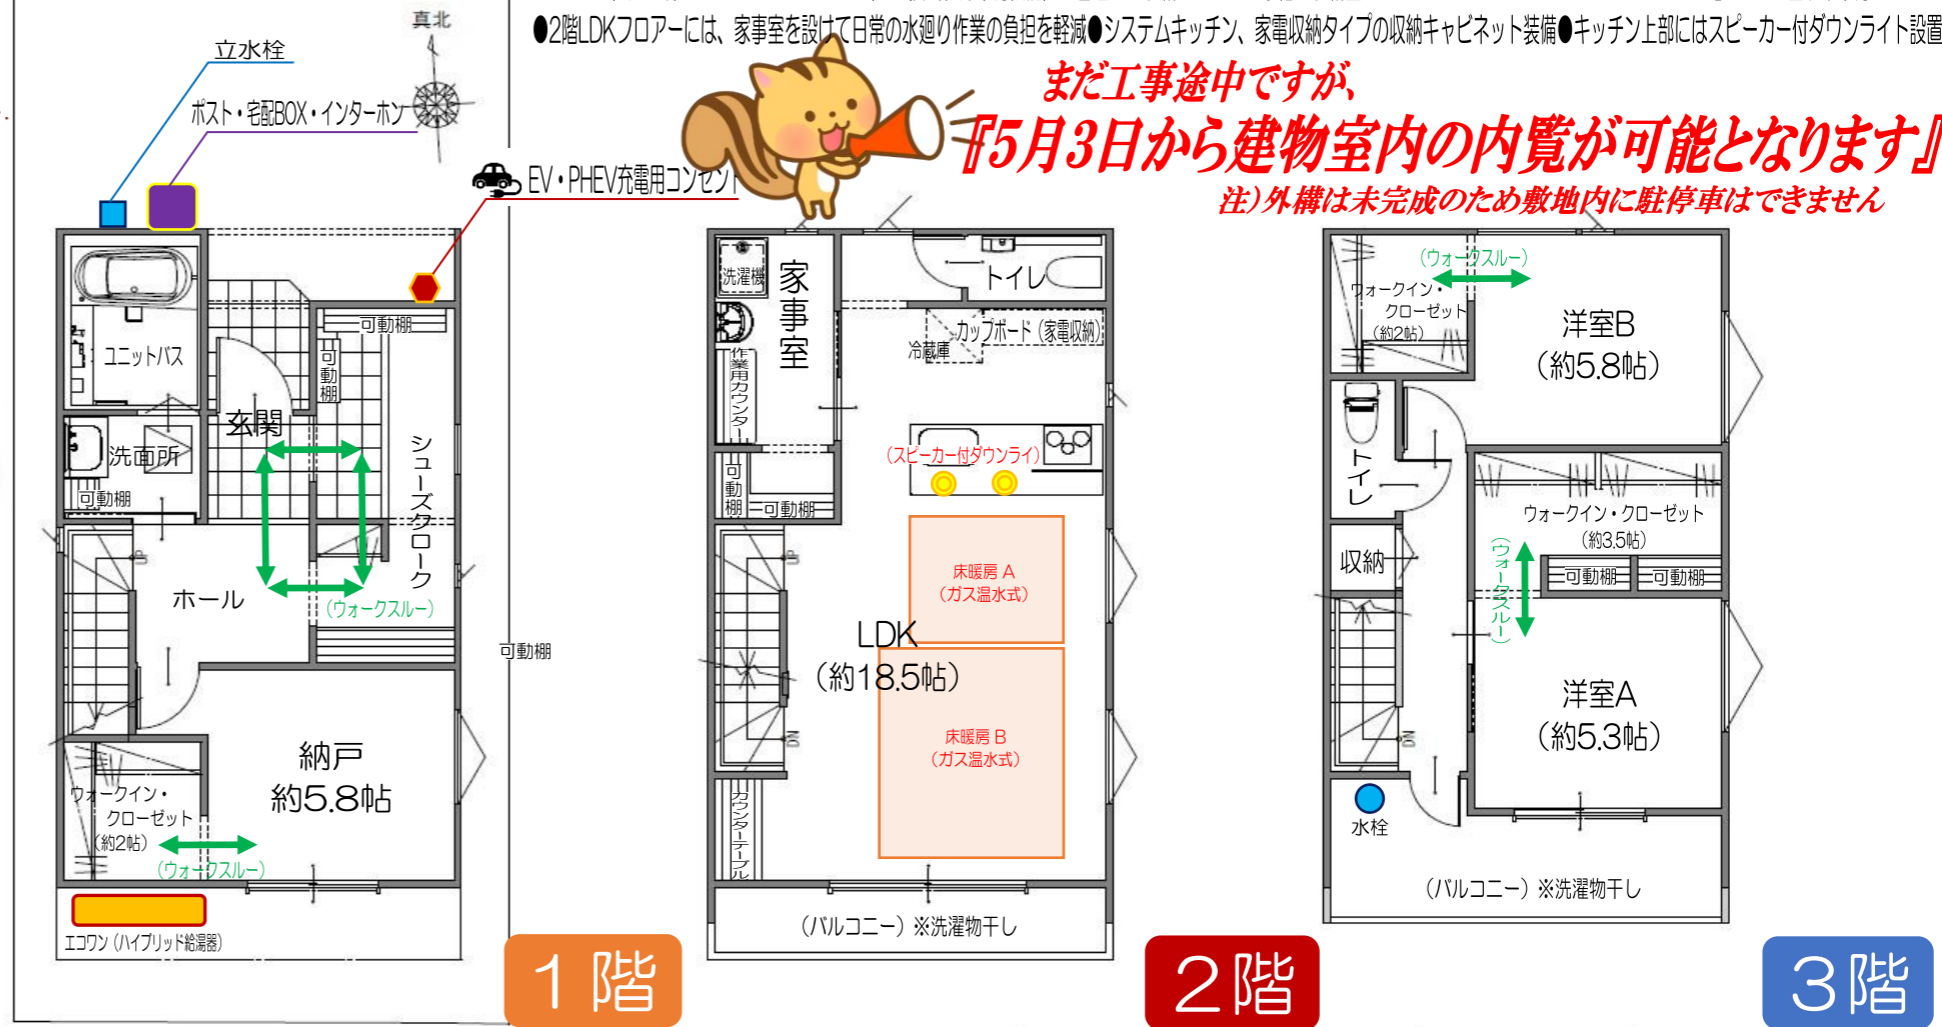 ●2階LDKフロアーには、家事室を設けて日常の水廻り作業の負担を軽減●システムキッチン、家電収納タイプの収納キャビネット装備●キッチン上部にはスピーカー付ダウンライト設置
まだ工事途中ですが、
『5月3日から建物室内の内覧が可能となります』
注)外構は未完成のため敷地内に駐停車はできません
真北
立水栓
ポスト・宅配BOX・インターホン
EV・PHEV充電用コンセント
ユニットバス
可動棚
可動棚
玄関
洗面所
可動棚
シューズクローク
UP
ホール
(ウォークスルー)
可動棚
納戸
約5.8帖
ウォークイン・
クローゼット
(約2帖)
(ウォークスルー)
エコワン(ハイブリッド給湯器)
1階
洗濯機
家事室
トイレ
カップボード(家電収納)
冷蔵庫
作業用カウンター
(スピーカー付ダウンライ)
可動棚
可動棚
UP
床暖房 A
(ガス温水式)
LDK
(約18.5帖)
床暖房 B
(ガス温水式)
DN
カウンターテーブル
(バルコニー)※洗濯物干し
2階
(ウォークスルー)
ウォークイン・
クローゼット
(約2帖)
洋室B
(約5.8帖)
トイレ
ウォークイン・クローゼット
(約3.5帖)
収納
(ウォークスルー)
可動棚
可動棚
洋室A
(約5.3帖)
DN
水栓
(バルコニー)※洗濯物干し
3階